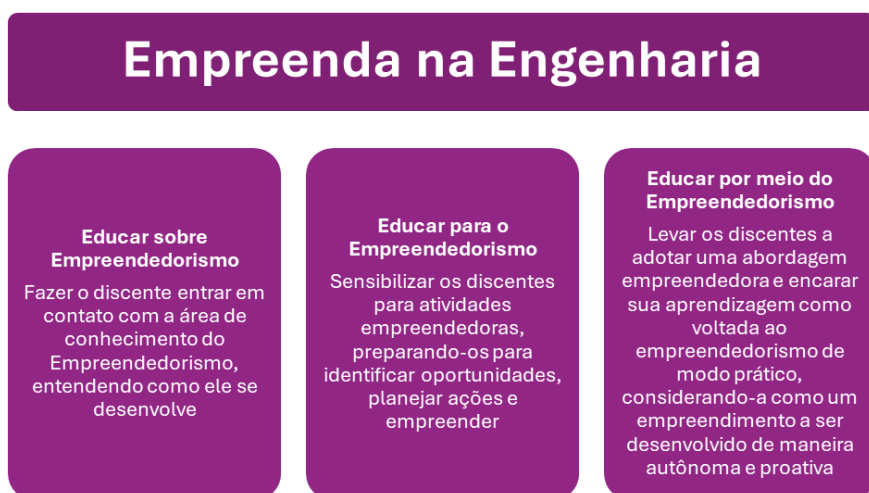 Empreenda na Engenharia
Educar sobre
Empreendedorismo
Fazer o discente entrar em
contato com a área de
conhecimento do
Empreendedorismo,
entendendo como ele se
desenvolve
Educar para o
Empreendedorismo
Sensibilizar os discentes
para atividades
empreendedoras,
preparando-os para
identificar oportunidades,
planejar ações e
empreender
Educar por meio do
Empreendedorismo
Levar os discentes a
adotar uma abordagem
empreendedora e encarar
sua aprendizagem como
voltada ao
empreendedorismo de
modo prático,
considerando-a como um
empreendimento a ser
desenvolvido de maneira
autônoma e proativa